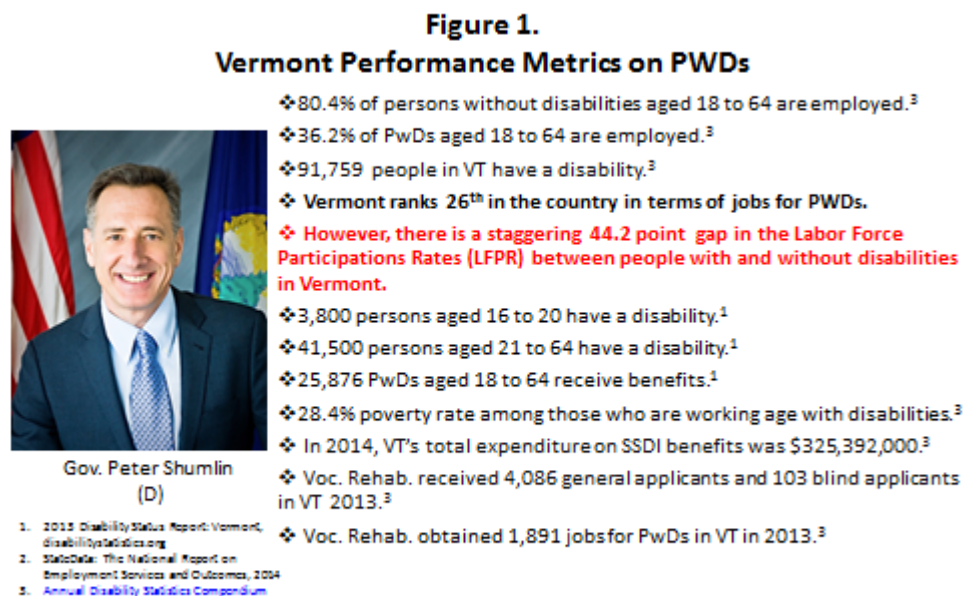 Figure 1.
Vermont Performance Metrics on PWDs
❖80.4% of persons without disabilities aged 18 to 64 are employed.³
❖36.2% of PwDs aged 18 to 64 are employed.³
❖91,759 people in VT have a disability.³
❖ Vermont ranks 26th in the country in terms of jobs for PWDs.
❖ However, there is a staggering 44.2 point gap in the Labor Force
Participations Rates (LFPR) between people with and without disabilities
in Vermont.
❖3,800 persons aged 16 to 20 have a disability.¹
❖41,500 persons aged 21 to 64 have a disability.¹
❖25,876 PwDs aged 18 to 64 receive benefits.¹
❖28.4% poverty rate among those who are working age with disabilities.³
❖ In 2014, VT’s total expenditure on SSDI benefits was $325,392,000.³
❖ Voc. Rehab. received 4,086 general applicants and 103 blind applicants
in VT 2013.³
❖ Voc. Rehab. obtained 1,891 jobs for PwDs in VT in 2013.³
Gov. Peter Shumlin
(D)
1. 2013 Disability Status Report: Vermont,
disabilitystatistics.org
2. StateData: The National Report on
Employment Services and Outcomes, 2014
3. Annual Disability Statistics Compendium